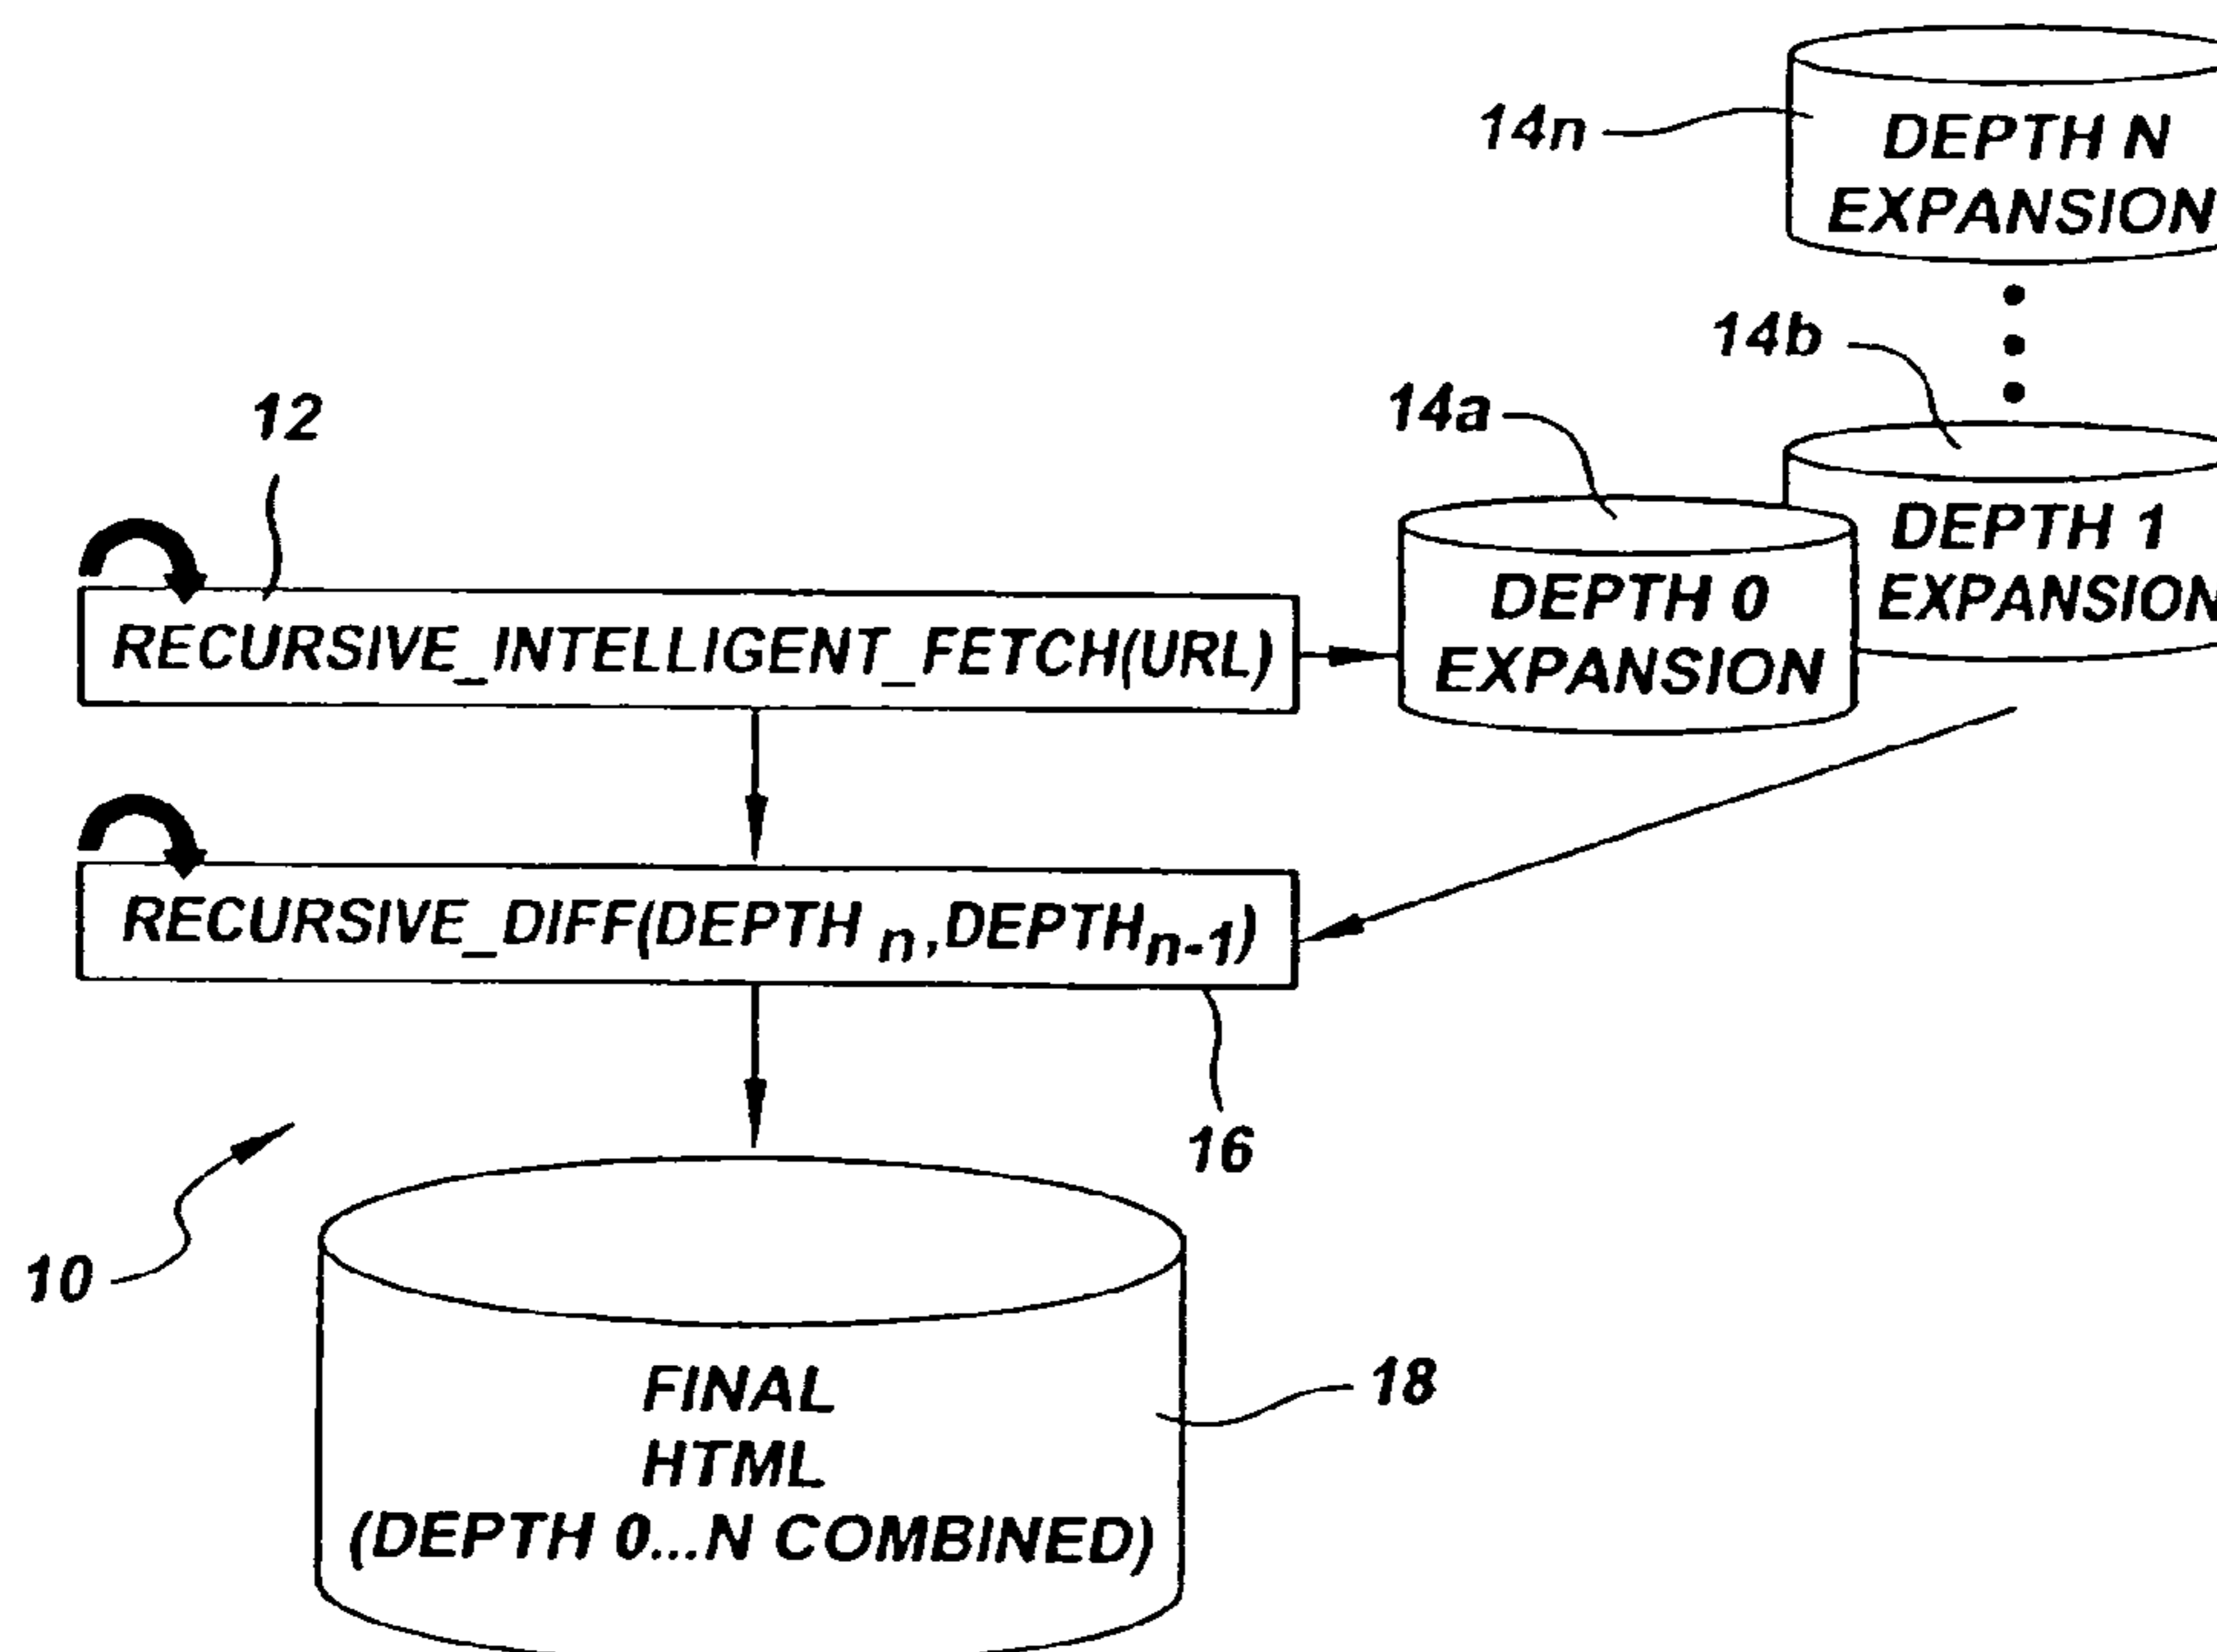 14n
DEPTH N
EXPANSION
14b
14a
12
DEPTH 1
EXPANSION
DEPTH 0
EXPANSION
RECURSIVE_INTELLIGENT_FETCH(URL)
RECURSIVE_DIFF(DEPTH n,DEPTHn-1)
16
10
FINAL
HTML
(DEPTH 0...N COMBINED)
18